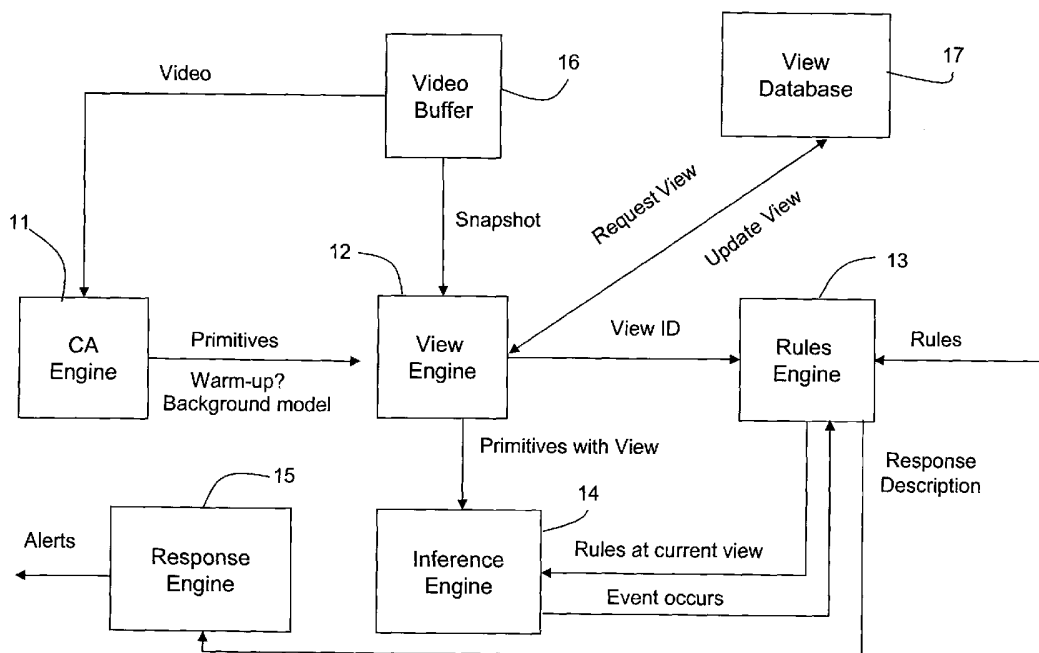 Video
Video
Buffer
16
View
Database
17
Request View
Update View
Snapshot
11
12
13
CA
Engine
Primitives
Warm-up?
Background model
View
Engine
View ID
Rules
Engine
Rules
Primitives with View
Response
Description
15
14
Alerts
Response
Engine
Inference
Engine
Rules at current view
Event occurs